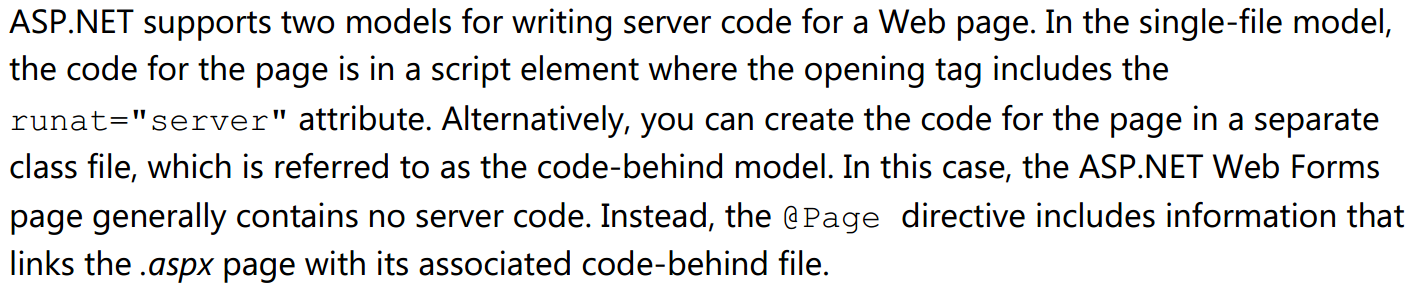 ASP.NET supports two models for writing server code for a Web page. In the single-file model,
the code for the page is in a script element where the opening tag includes the
runat="server" attribute. Alternatively, you can create the code for the page in a separate
class file, which is referred to as the code-behind model. In this case, the ASP.NET Web Forms
page generally contains no server code. Instead, the @Page directive includes information that
links the .aspx page with its associated code-behind file.